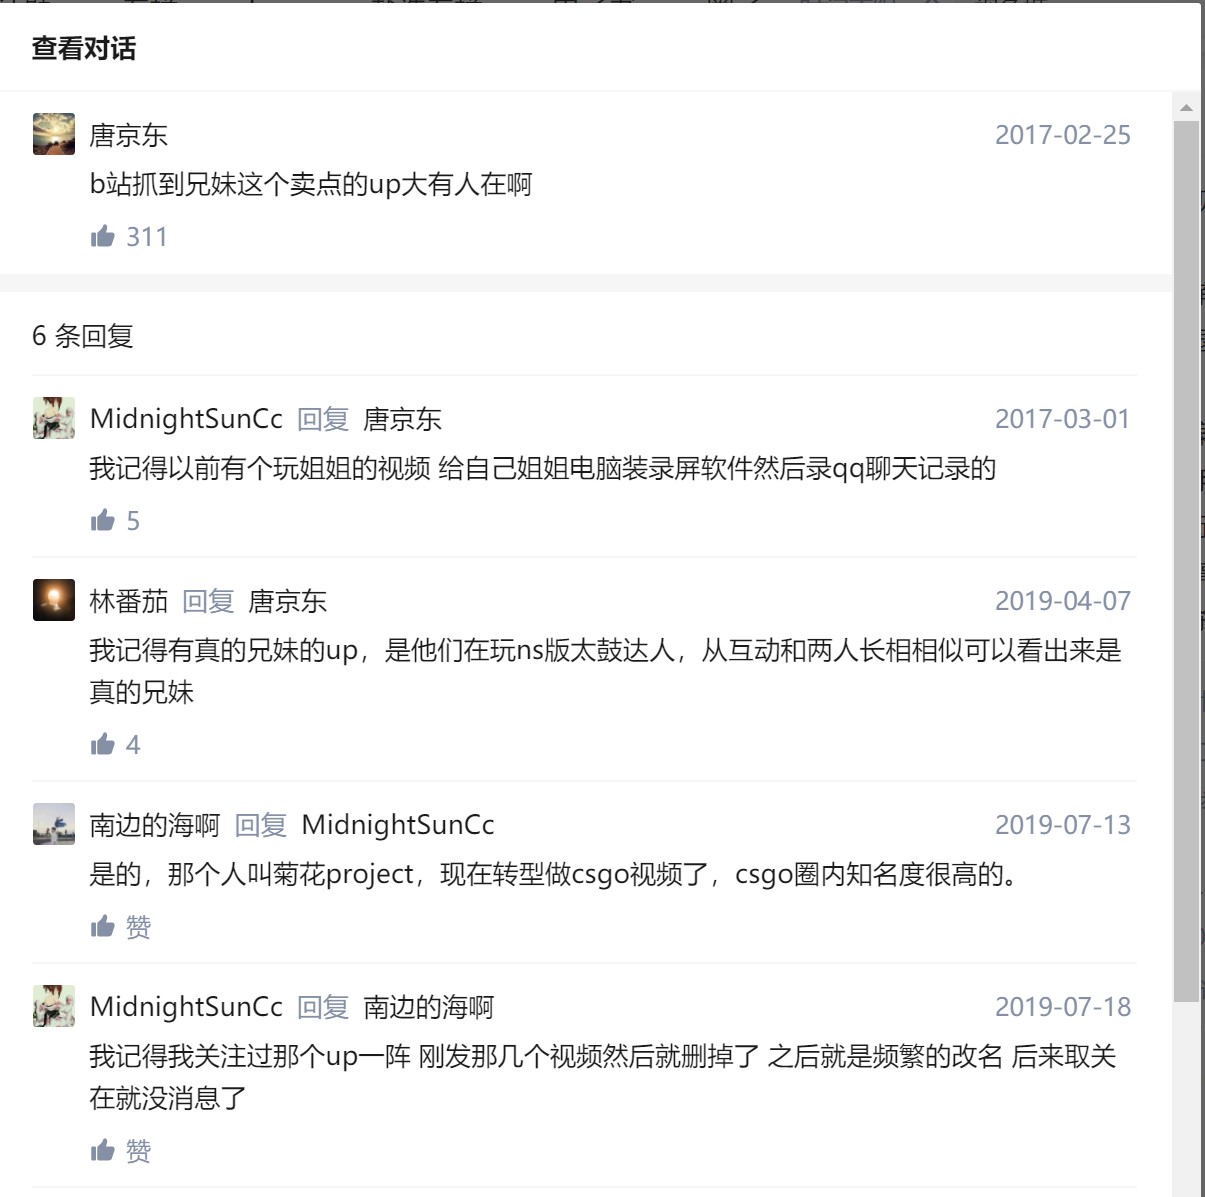 查看对话
唐京东 2017-02-25
b站抓到兄妹这个卖点的up大有人在啊
311
6 条回复
MidnightSunCc 回复 唐京东 2017-03-01
我记得以前有个玩姐姐的视频 给自己姐姐电脑装录屏软件然后录qq聊天记录的
5
林番茄 回复 唐京东 2019-04-07
我记得有真的兄妹的up，是他们在玩ns版太鼓达人，从互动和两人长相相似可以看出来是
真的兄妹
4
南边的海啊 回复 MidnightSunCc 2019-07-13
是的，那个人叫菊花project，现在转型做csgo视频了，csgo圈内知名度很高的。
赞
MidnightSunCc 回复 南边的海啊 2019-07-18
我记得我关注过那个up一阵 刚发那几个视频然后就删掉了 之后就是频繁的改名 后来取关
在就没消息了
赞